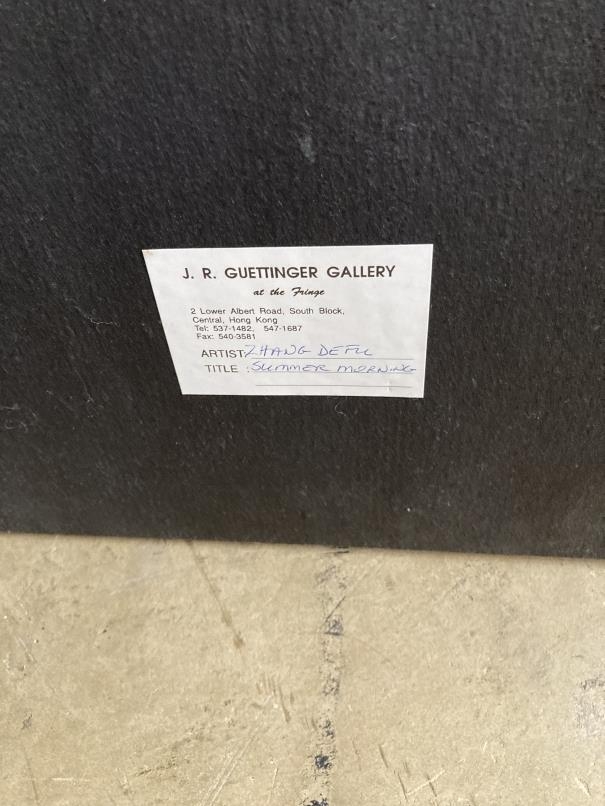 J. R. GUETTINGER GALLERY
at the Fringe
2 Lower Albert Road, South Block,
Central, Hong Kong
Tel: 537-1482, 547-1687
Fax: 540-3581
ARTIST: ZHANG DEFU
TITLE : SUMMER MORNING